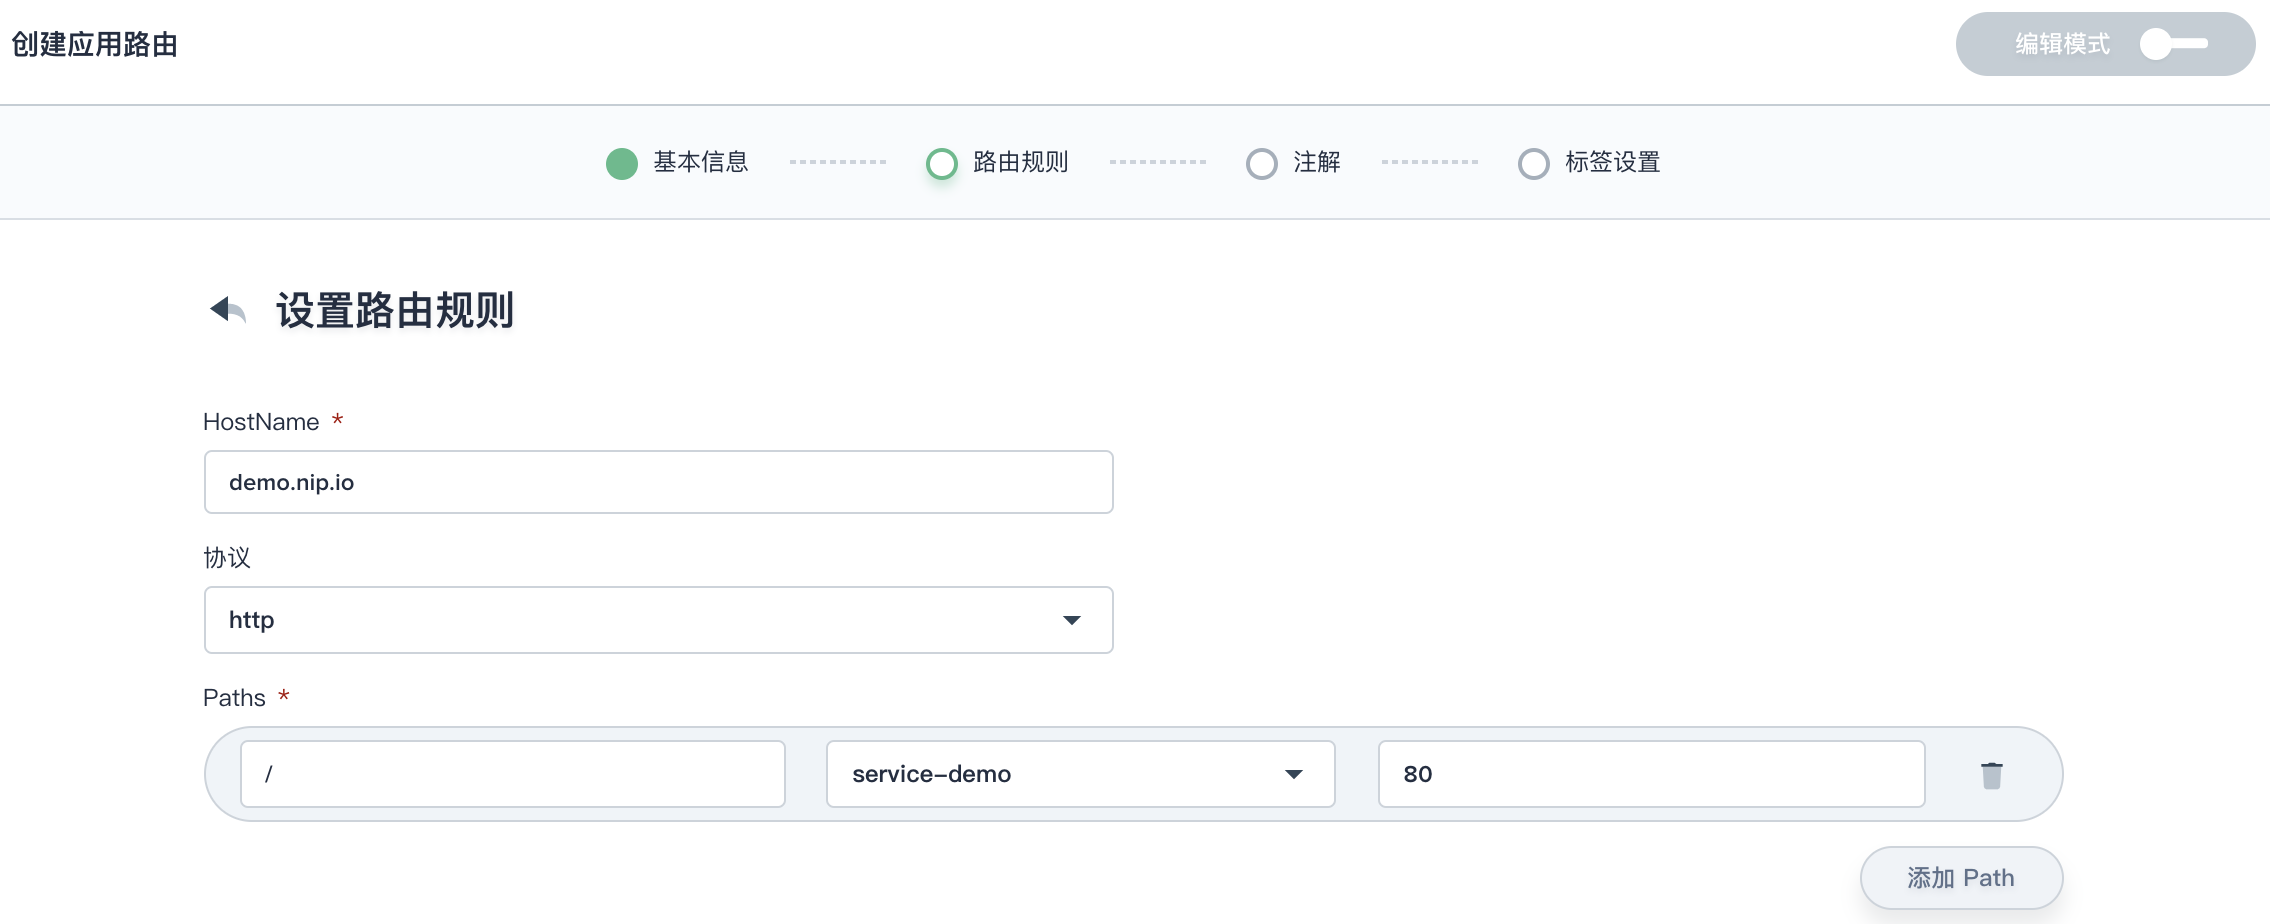 创建应用路由
编辑模式
基本信息
路由规则
注解
标签设置
设置路由规则
HostName *
demo.nip.io
协议
http
Paths *
/
service-demo
80
添加 Path